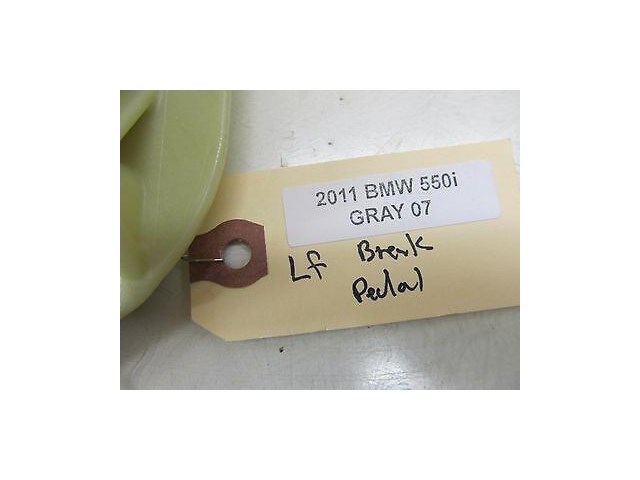 2011 BMW 550i
GRAY 07
Lf Break
Pedal